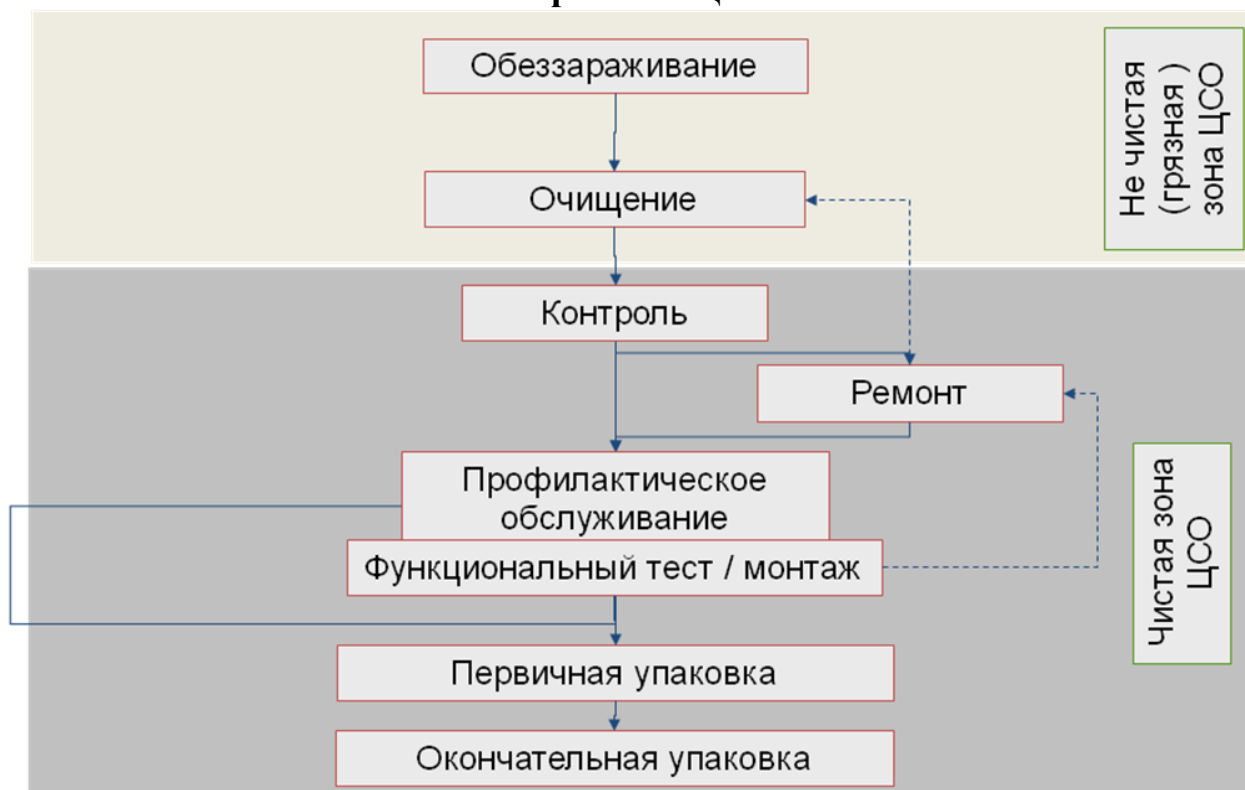 Обеззараживание
Не чистая
(грязная )
зона ЦСО
Очищение
Контроль
Ремонт
Профилактическое
обслуживание
Функциональный тест / монтаж
Чистая зона
ЦСО
Первичная упаковка
Окончательная упаковка